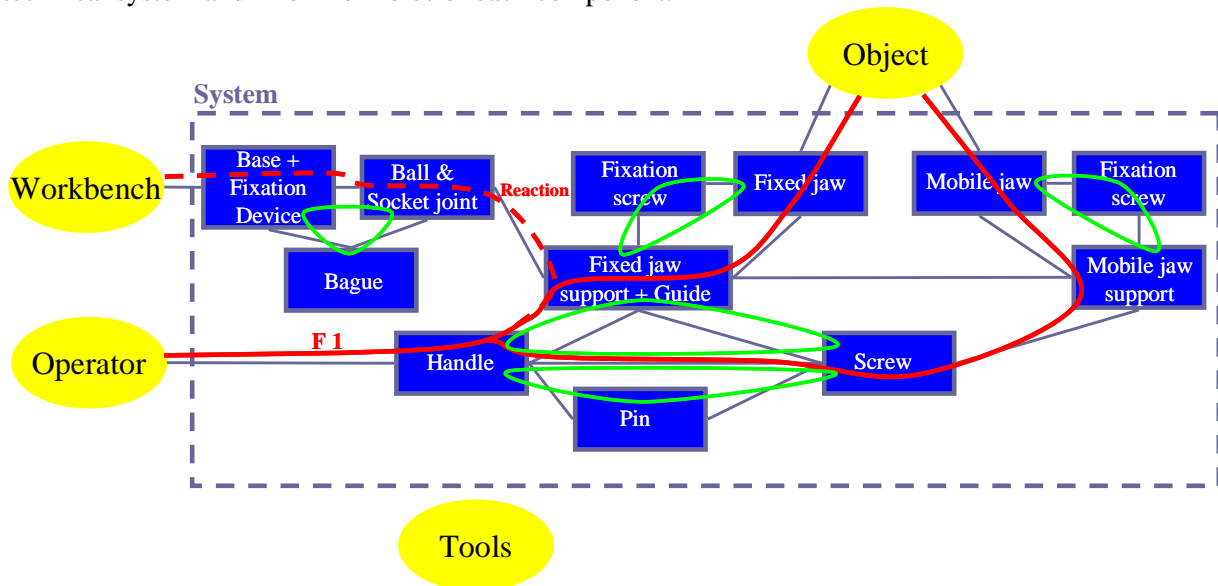 Object
System
Base +
Fixation
Device
Ball &
Socket joint
Reaction
Fixation
screw
Fixed jaw
Mobile jaw
Fixation
screw
Workbench
Bague
Fixed jaw
support + Guide
Mobile jaw
support
F 1
Operator
Handle
Screw
Pin
Tools